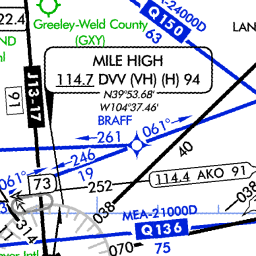 22.4
Greeley-Weld County
(GXY)
Q150
63
MEA-24000D
LAN
MILE HIGH
114.7 DVV (VH) (H) 94
N39°53.68'
W104°37.46'
J13-17
91
BRAFF
261
061°
246
19
061°
73
252
40
114.4 AKO 91
038
038
MEA-21000D
Q136
75
070
314